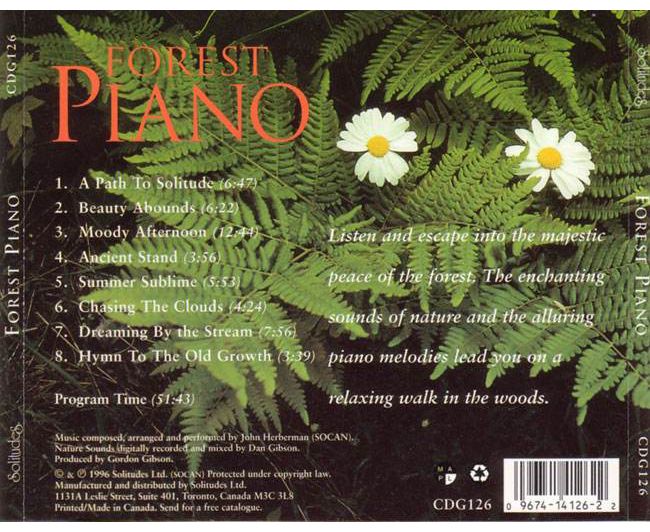 CDG126
FOREST PIANO
Solitudes
FOREST
PIANO
1. A Path To Solitude (6:47)
2. Beauty Abounds (6:22)
3. Moody Afternoon (12:44)
4. Ancient Stand (3:56)
5. Summer Sublime (5:53)
6. Chasing The Clouds (4:24)
7. Dreaming By the Stream (7:56)
8. Hymn To The Old Growth (3:39)
Program Time (51:43)
Listen and escape into the majestic
peace of the forest. The enchanting
sounds of nature and the alluring
piano melodies lead you on a
relaxing walk in the woods.
Music composed, arranged and performed by John Herberman (SOCAN).
Nature Sounds digitally recorded and mixed by Dan Gibson.
Produced by Gordon Gibson.
© & ℗ 1996 Solitudes Ltd. (SOCAN) Protected under copyright law.
Manufactured and distributed by Solitudes Ltd.
1131A Leslie Street, Suite 401, Toronto, Canada M3C 3L8
Printed/Made in Canada. Send for a free catalogue.
M A
P L
CDG126
0 09674-14126-2 2
Solitudes
FOREST PIANO
CDG126